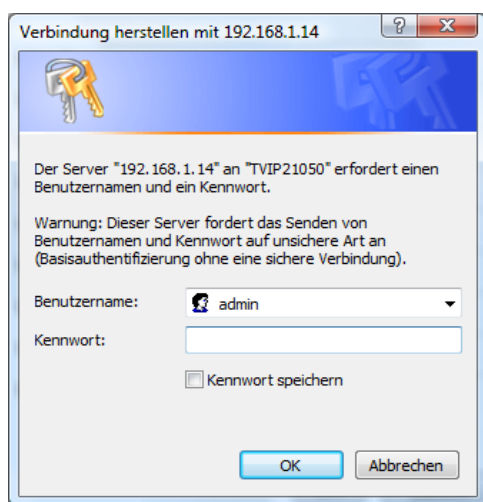 Verbindung herstellen mit 192.168.1.14
Der Server "192.168.1.14" an "TVIP21050" erfordert einen
Benutzernamen und ein Kennwort.
Warnung: Dieser Server fordert das Senden von
Benutzernamen und Kennwort auf unsichere Art an
(Basisauthentifizierung ohne eine sichere Verbindung).
Benutzername:
admin
Kennwort:
Kennwort speichern
OK
Abbrechen